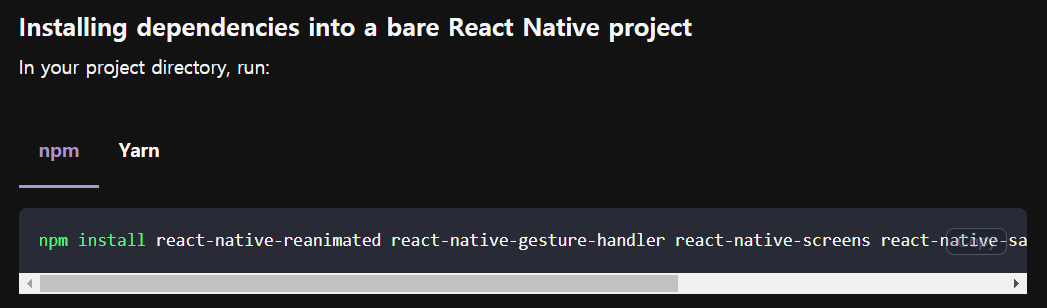 Installing dependencies into a bare React Native project
In your project directory, run:
npm Yarn
npm install react-native-reanimated react-native-gesture-handler react-native-screens react-native-sa
Copy